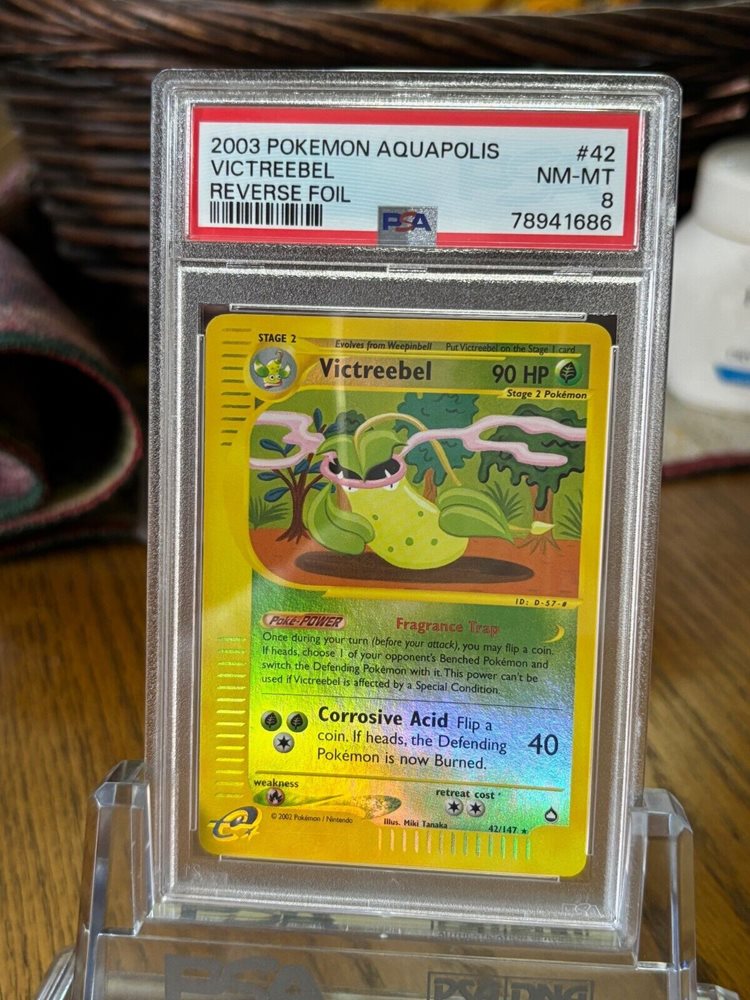 2003 POKEMON AQUAPOLIS #42
VICTREEBEL NM-MT
REVERSE FOIL 8
PSA 78941686
STAGE 2
Evolves from Weepinbell Put Victreebel on the Stage 1 card
Victreebel 90 HP
Stage 2 Pokémon
ID: D-57-#
POKé-POWER Fragrance Trap
Once during your turn (before your attack), you may flip a coin.
If heads, choose 1 of your opponent's Benched Pokémon and
switch the Defending Pokémon with it. This power can't be
used if Victreebel is affected by a Special Condition.
Corrosive Acid Flip a
coin. If heads, the Defending 40
Pokémon is now Burned.
weakness retreat cost
© 2002 Pokémon / Nintendo Illus. Miki Tanaka 42/147 ★
e
PSA
PSA PSA/DNA